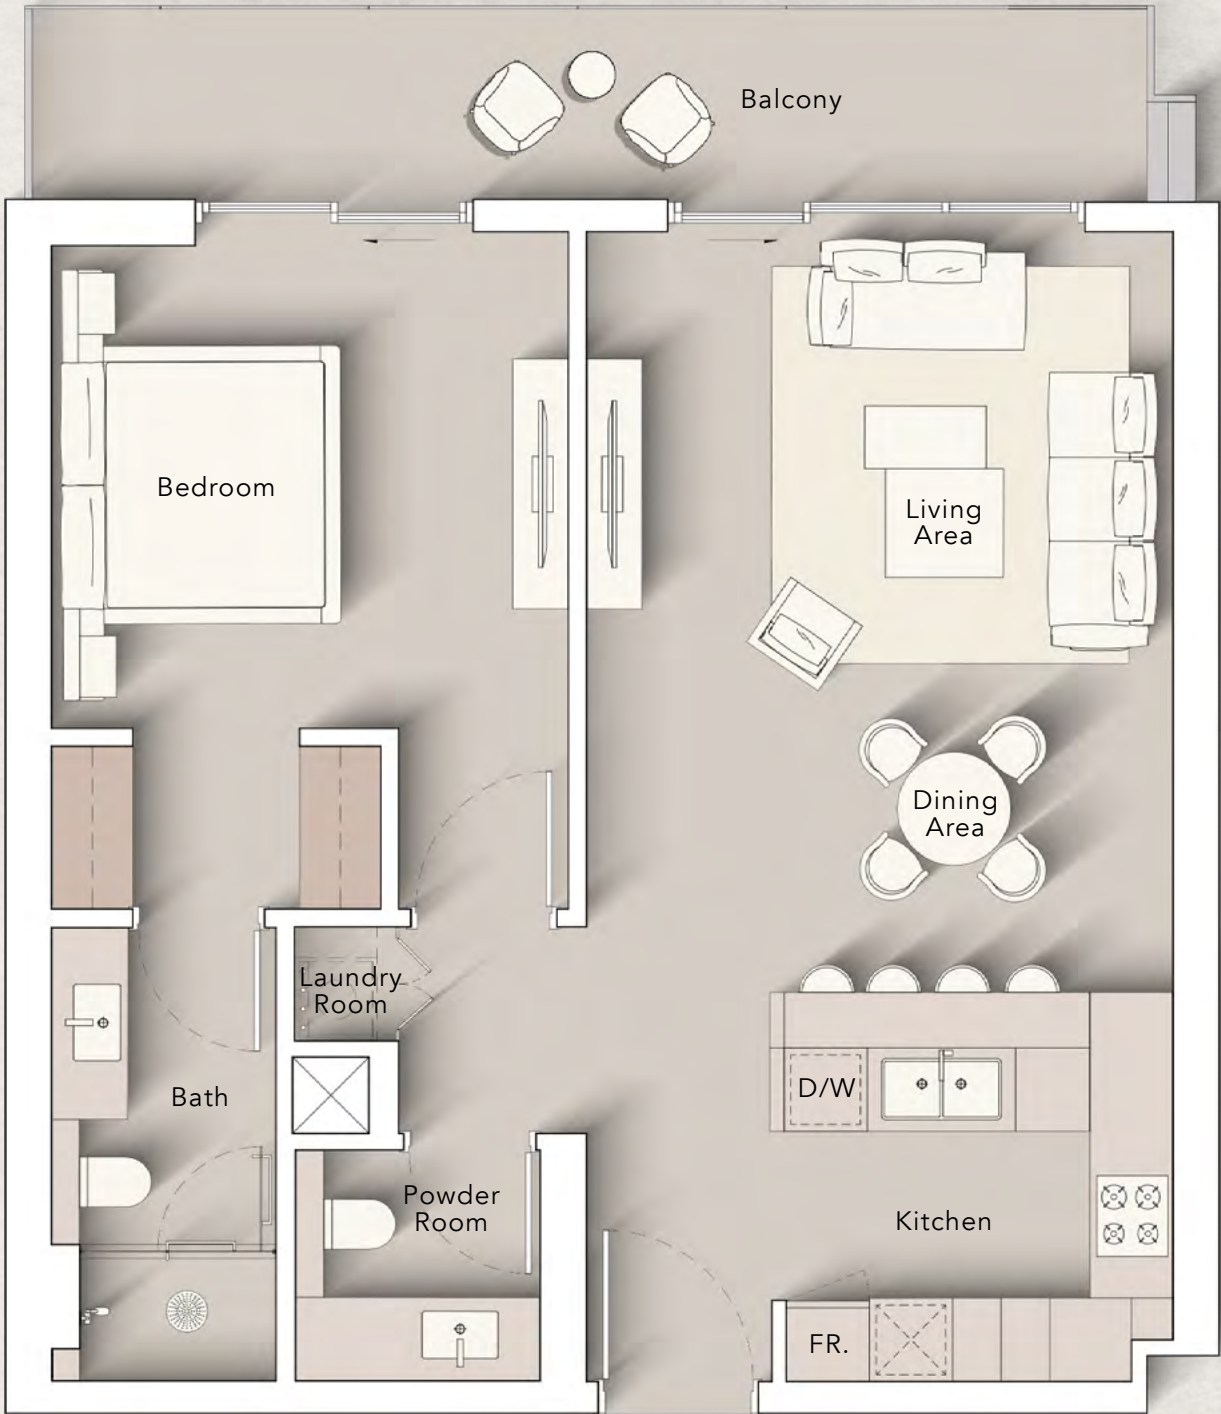 Balcony
Bedroom
Living
Area
Dining
Area
Laundry
Room
D/W
Bath
Powder
Room
Kitchen
FR.